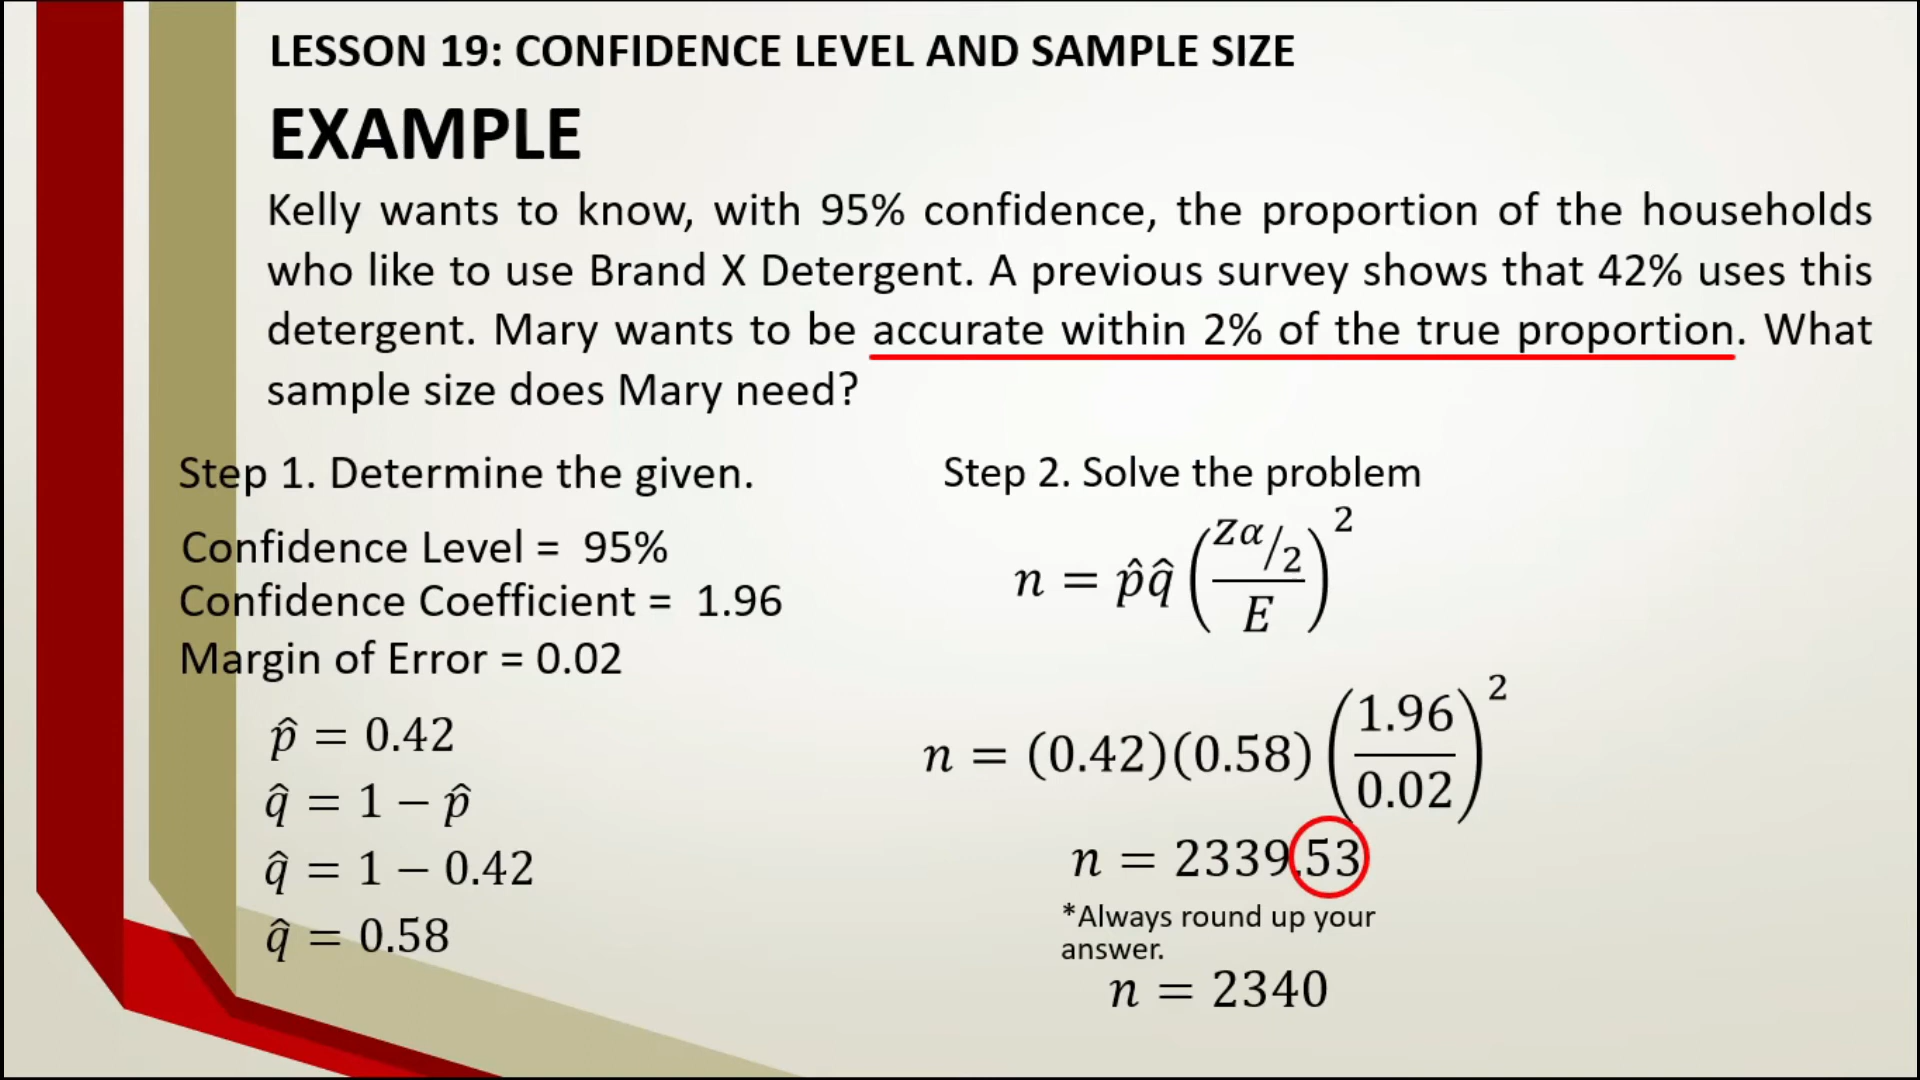 LESSON 19: CONFIDENCE LEVEL AND SAMPLE SIZE
EXAMPLE
Kelly wants to know, with 95% confidence, the proportion of the households
who like to use Brand X Detergent. A previous survey shows that 42% uses this
detergent. Mary wants to be accurate within 2% of the true proportion. What
sample size does Mary need?
Step 1. Determine the given.
Confidence Level = 95%
Confidence Coefficient = 1.96
Margin of Error = 0.02
p̂ = 0.42
q̂ = 1 − p̂
q̂ = 1 − 0.42
q̂ = 0.58
Step 2. Solve the problem
n = p̂q̂ (Zα/2 / E)²
n = (0.42)(0.58) (1.96 / 0.02)²
n = 2339.53
*Always round up your
answer.
n = 2340